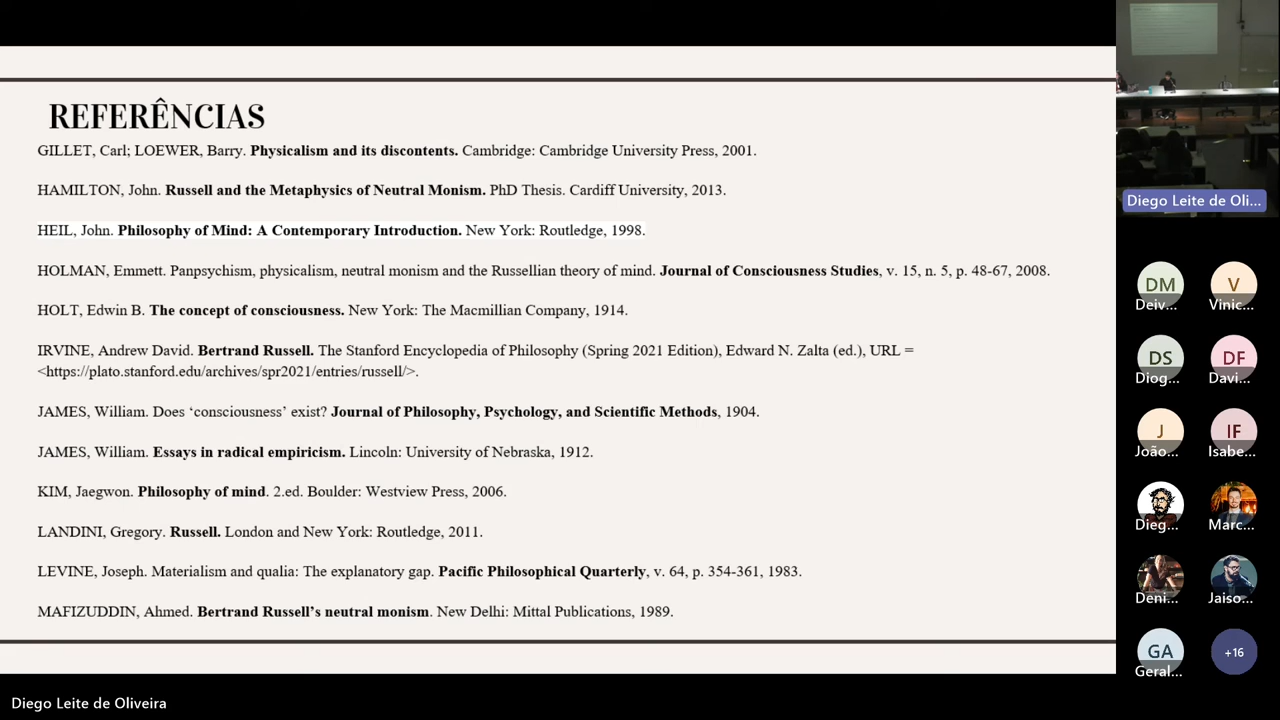 REFERÊNCIAS
GILLET, Carl; LOEWER, Barry. Physicalism and its discontents. Cambridge: Cambridge University Press, 2001.
HAMILTON, John. Russell and the Metaphysics of Neutral Monism. PhD Thesis. Cardiff University, 2013.
HEIL, John. Philosophy of Mind: A Contemporary Introduction. New York: Routledge, 1998.
HOLMAN, Emmett. Panpsychism, physicalism, neutral monism and the Russellian theory of mind. Journal of Consciousness Studies, v. 15, n. 5, p. 48-67, 2008.
HOLT, Edwin B. The concept of consciousness. New York: The Macmillian Company, 1914.
IRVINE, Andrew David. Bertrand Russell. The Stanford Encyclopedia of Philosophy (Spring 2021 Edition), Edward N. Zalta (ed.), URL =
<https://plato.stanford.edu/archives/spr2021/entries/russell/>.
JAMES, William. Does ‘consciousness’ exist? Journal of Philosophy, Psychology, and Scientific Methods, 1904.
JAMES, William. Essays in radical empiricism. Lincoln: University of Nebraska, 1912.
KIM, Jaegwon. Philosophy of mind. 2.ed. Boulder: Westview Press, 2006.
LANDINI, Gregory. Russell. London and New York: Routledge, 2011.
LEVINE, Joseph. Materialism and qualia: The explanatory gap. Pacific Philosophical Quarterly, v. 64, p. 354-361, 1983.
MAFIZUDDIN, Ahmed. Bertrand Russell’s neutral monism. New Delhi: Mittal Publications, 1989.
Diego Leite de Oliveira
Diego Leite de Oli...
DM V
Deiv... Vinic...
DS DF
Diog... Davi...
J IF
João... Isabe...
Dieg... Marc...
Deni... Jaiso...
GA +16
Geral...